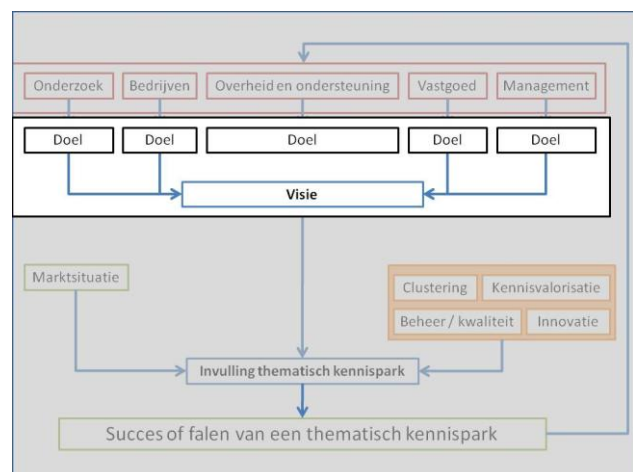 Onderzoek Bedrijven Overheid en ondersteuning Vastgoed Management
Doel Doel Doel Doel Doel
Visie
Marktsituatie
Clustering Kennisvalorisatie
Beheer / kwaliteit Innovatie
Invulling thematisch kennispark
Succes of falen van een thematisch kennispark